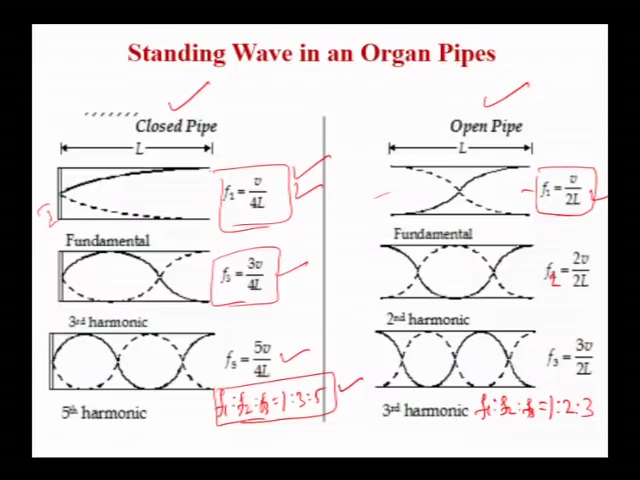 Standing Wave in an Organ Pipes
Closed Pipe
L
f₁ = v/4L
Fundamental
f₃ = 3v/4L
3rd harmonic
f₅ = 5v/4L
5th harmonic
f₁ : f₂ : f₃ = 1 : 3 : 5
Open Pipe
L
f₁ = v/2L
Fundamental
f₂ = 2v/2L
2nd harmonic
f₃ = 3v/2L
3rd harmonic
f₁ : f₂ : f₃ = 1 : 2 : 3